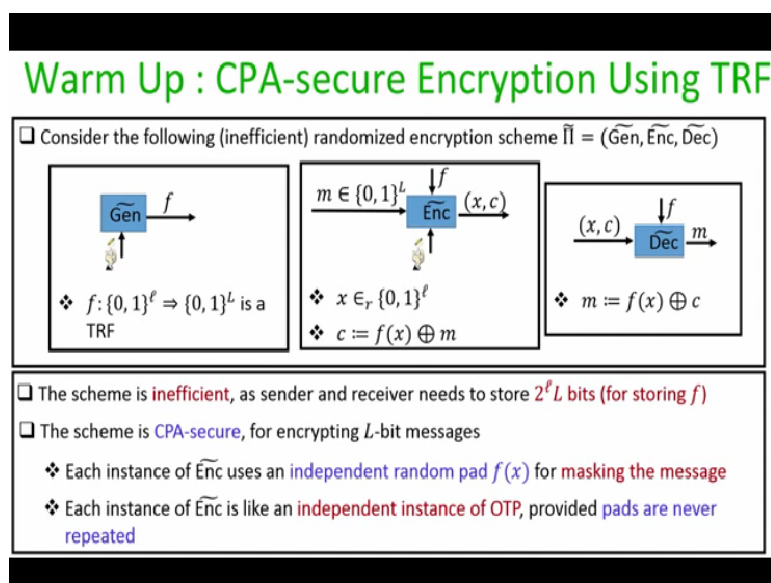 Warm Up : CPA-secure Encryption Using TRF
❑ Consider the following (inefficient) randomized encryption scheme Π̃ = (G̃en, Ẽnc, D̃ec)
G̃en
f
❖ f: {0, 1}^ℓ ⇒ {0, 1}^L is a
TRF
m ∈ {0, 1}^L
f
Ẽnc
(x, c)
❖ x ∈_r {0, 1}^ℓ
❖ c := f(x) ⊕ m
(x, c)
f
D̃ec
m
❖ m := f(x) ⊕ c
❑ The scheme is inefficient, as sender and receiver needs to store 2^ℓ L bits (for storing f)
❑ The scheme is CPA-secure, for encrypting L-bit messages
❖ Each instance of Ẽnc uses an independent random pad f(x) for masking the message
❖ Each instance of Ẽnc is like an independent instance of OTP, provided pads are never
repeated